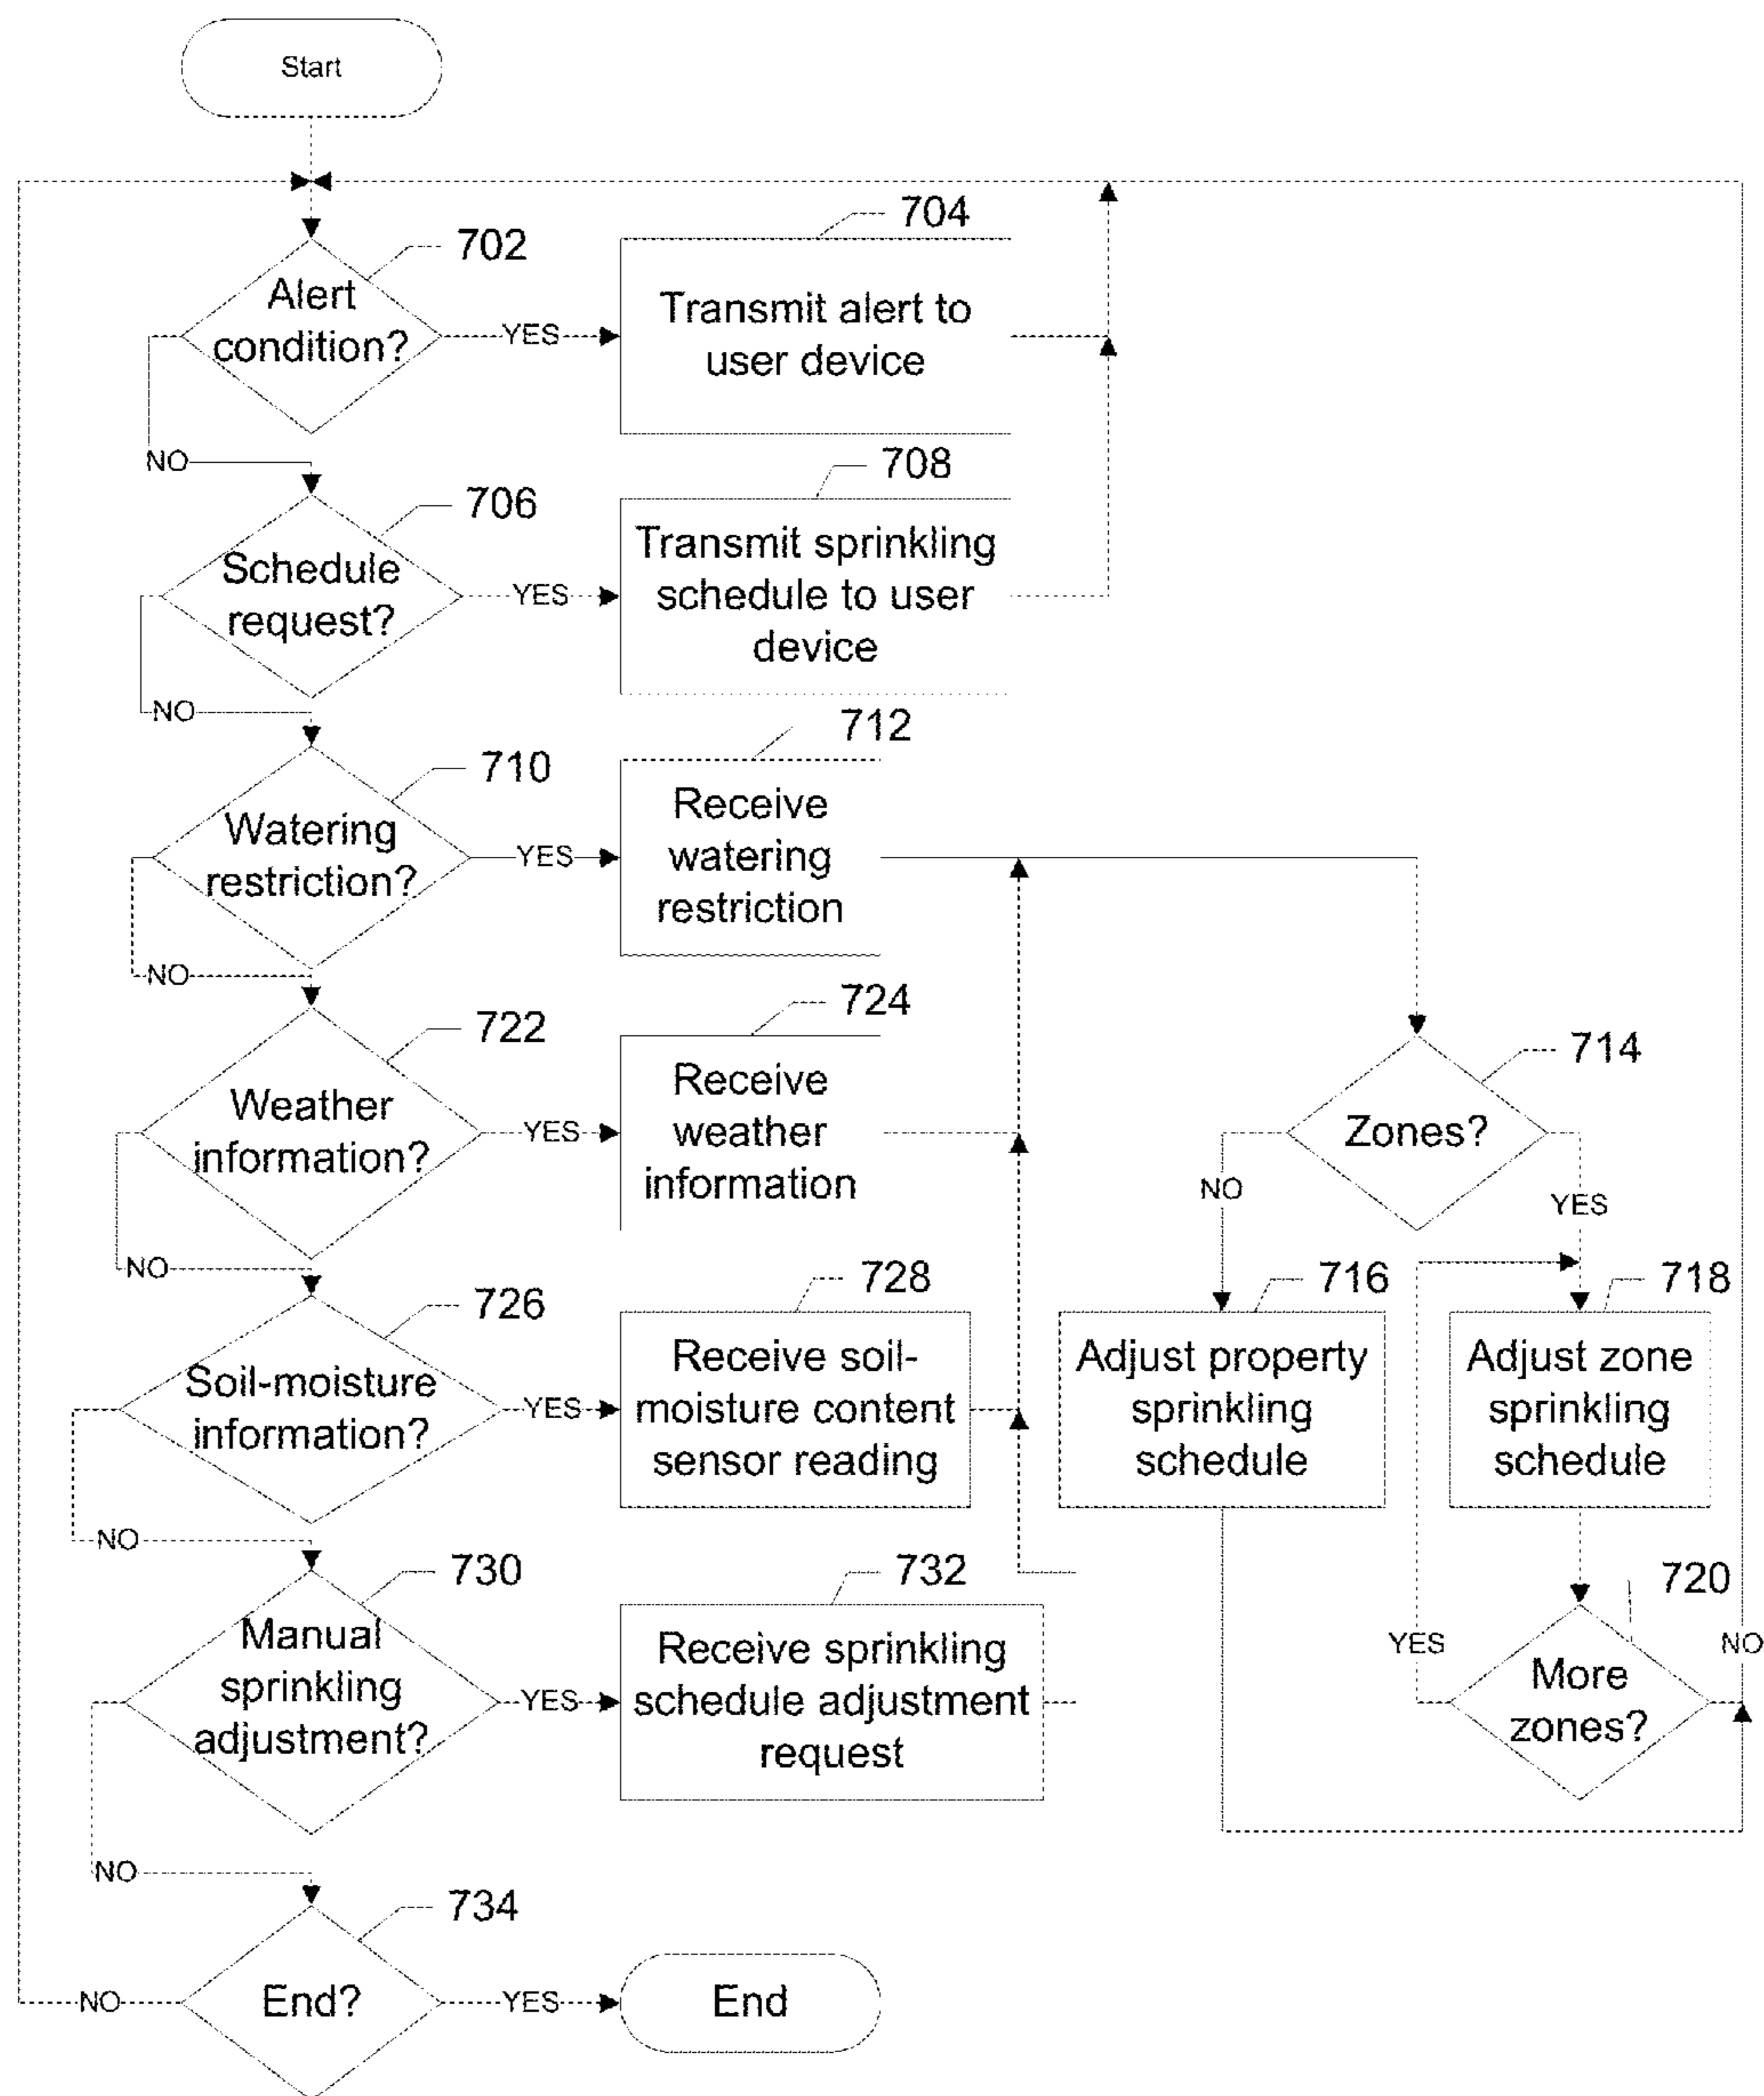 Start
702
Alert
condition?
YES
704
Transmit alert to
user device
NO
706
Schedule
request?
YES
708
Transmit sprinkling
schedule to user
device
NO
710
Watering
restriction?
YES
712
Receive
watering
restriction
NO
722
Weather
information?
YES
724
Receive
weather
information
714
Zones?
NO
YES
NO
726
Soil-moisture
information?
YES
728
Receive soil-
moisture content
sensor reading
716
Adjust property
sprinkling
schedule
718
Adjust zone
sprinkling
schedule
NO
730
Manual
sprinkling
adjustment?
YES
732
Receive sprinkling
schedule adjustment
request
720
More
zones?
YES
NO
NO
734
End?
NO
YES
End